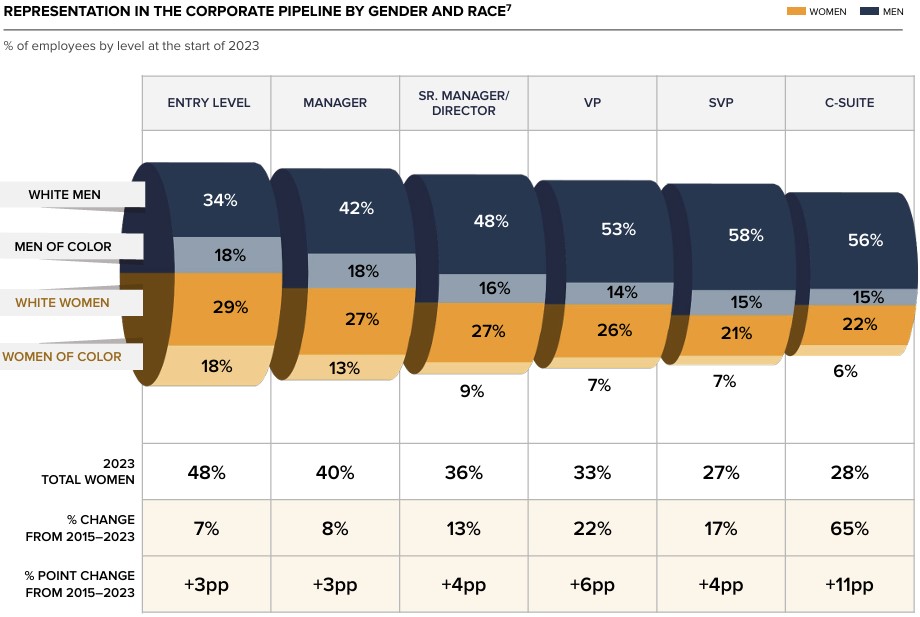 REPRESENTATION IN THE CORPORATE PIPELINE BY GENDER AND RACE⁷
WOMEN MEN
% of employees by level at the start of 2023
ENTRY LEVEL MANAGER SR. MANAGER/ DIRECTOR VP SVP C-SUITE
WHITE MEN 34% 42% 48% 53% 58% 56%
MEN OF COLOR 18% 18% 16% 14% 15% 15%
WHITE WOMEN 29% 27% 27% 26% 21% 22%
WOMEN OF COLOR 18% 13% 9% 7% 7% 6%
2023
TOTAL WOMEN 48% 40% 36% 33% 27% 28%
% CHANGE
FROM 2015–2023 7% 8% 13% 22% 17% 65%
% POINT CHANGE
FROM 2015–2023 +3pp +3pp +4pp +6pp +4pp +11pp